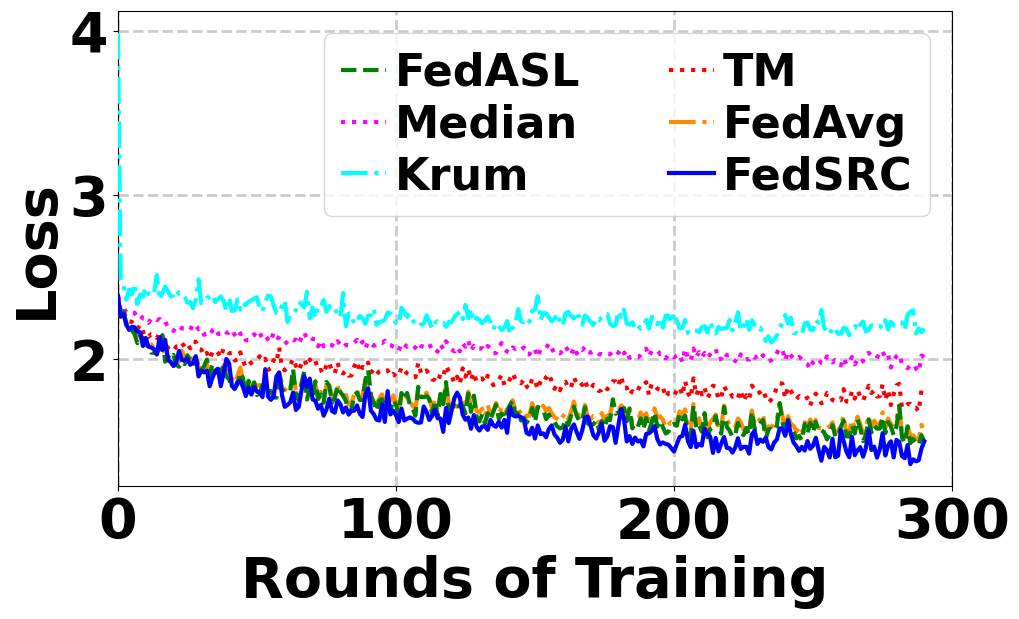 4
3
2
Loss
FedASL
Median
Krum
TM
FedAvg
FedSRC
0 100 200 300
Rounds of Training